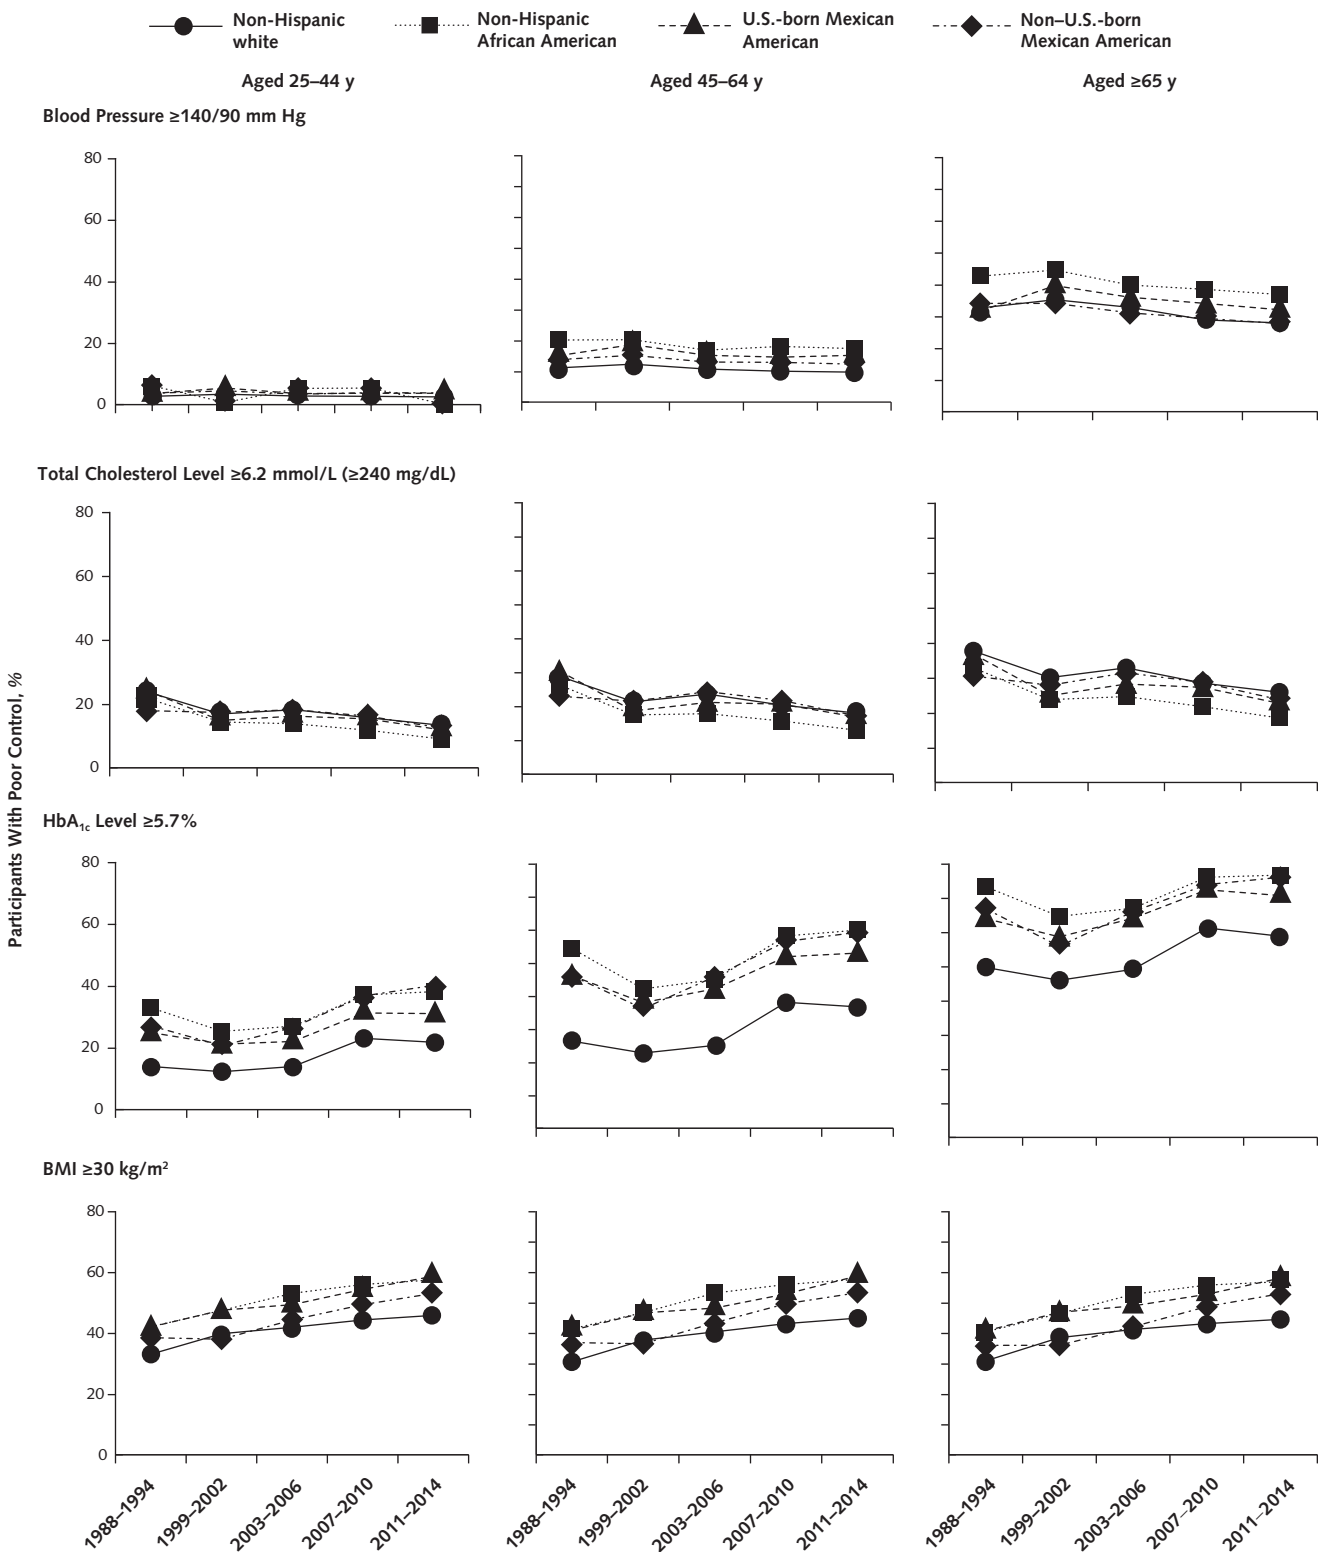 Non-Hispanic
white
Non-Hispanic
African American
U.S.-born Mexican
American
Non–U.S.-born
Mexican American
Aged 25–44 y
Aged 45–64 y
Aged ≥65 y
Participants With Poor Control, %
Blood Pressure ≥140/90 mm Hg
80
60
40
20
0
Total Cholesterol Level ≥6.2 mmol/L (≥240 mg/dL)
80
60
40
20
0
HbA1c Level ≥5.7%
80
60
40
20
0
BMI ≥30 kg/m²
80
60
40
20
0
1988–1994
1999–2002
2003–2006
2007–2010
2011–2014
1988–1994
1999–2002
2003–2006
2007–2010
2011–2014
1988–1994
1999–2002
2003–2006
2007–2010
2011–2014